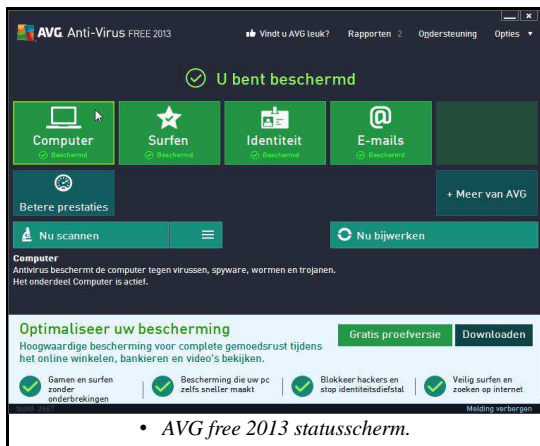 AVG Anti-Virus FREE 2013
Vindt u AVG leuk? Rapporten 2 Ondersteuning Opties
U bent beschermd
Computer
Beschermd
Surfen
Beschermd
Identiteit
Beschermd
E-mails
Beschermd
Betere prestaties
+ Meer van AVG
Nu scannen
Nu bijwerken
Computer
Antivirus beschermt de computer tegen virussen, spyware, wormen en trojanen.
Het onderdeel Computer is actief.
Optimaliseer uw bescherming
Hoogwaardige bescherming voor complete gemoedsrust tijdens
het online winkelen, bankieren en video's bekijken.
Gratis proefversie
Downloaden
Gamen en surfen
zonder
onderbrekingen
Bescherming die uw pc
zelfs sneller maakt
Blokkeer hackers en
stop identiteitsdiefstal
Veilig surfen en
zoeken op internet
build: 2667
Melding verbergen
• AVG free 2013 statusscherm.